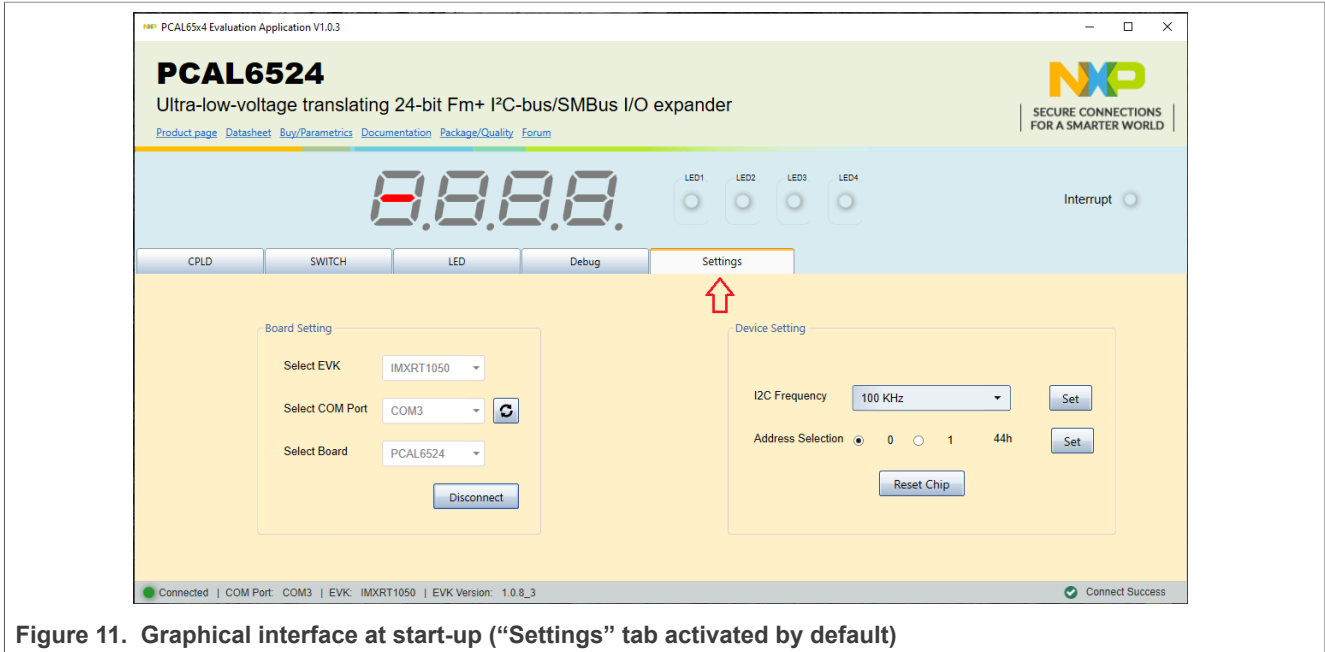 PCAL65x4 Evaluation Application V1.0.3
PCAL6524
Ultra-low-voltage translating 24-bit Fm+ I²C-bus/SMBus I/O expander
Product page Datasheet Buy/Parametrics Documentation Package/Quality Forum
NXP
SECURE CONNECTIONS
FOR A SMARTER WORLD
LED1 LED2 LED3 LED4
Interrupt
CPLD SWITCH LED Debug Settings
Board Setting
Select EVK IMXRT1050
Select COM Port COM3
Select Board PCAL6524
Disconnect
Device Setting
I2C Frequency 100 KHz Set
Address Selection 0 1 44h Set
Reset Chip
Connected | COM Port: COM3 | EVK: IMXRT1050 | EVK Version: 1.0.8_3
Connect Success
Figure 11. Graphical interface at start-up (“Settings” tab activated by default)